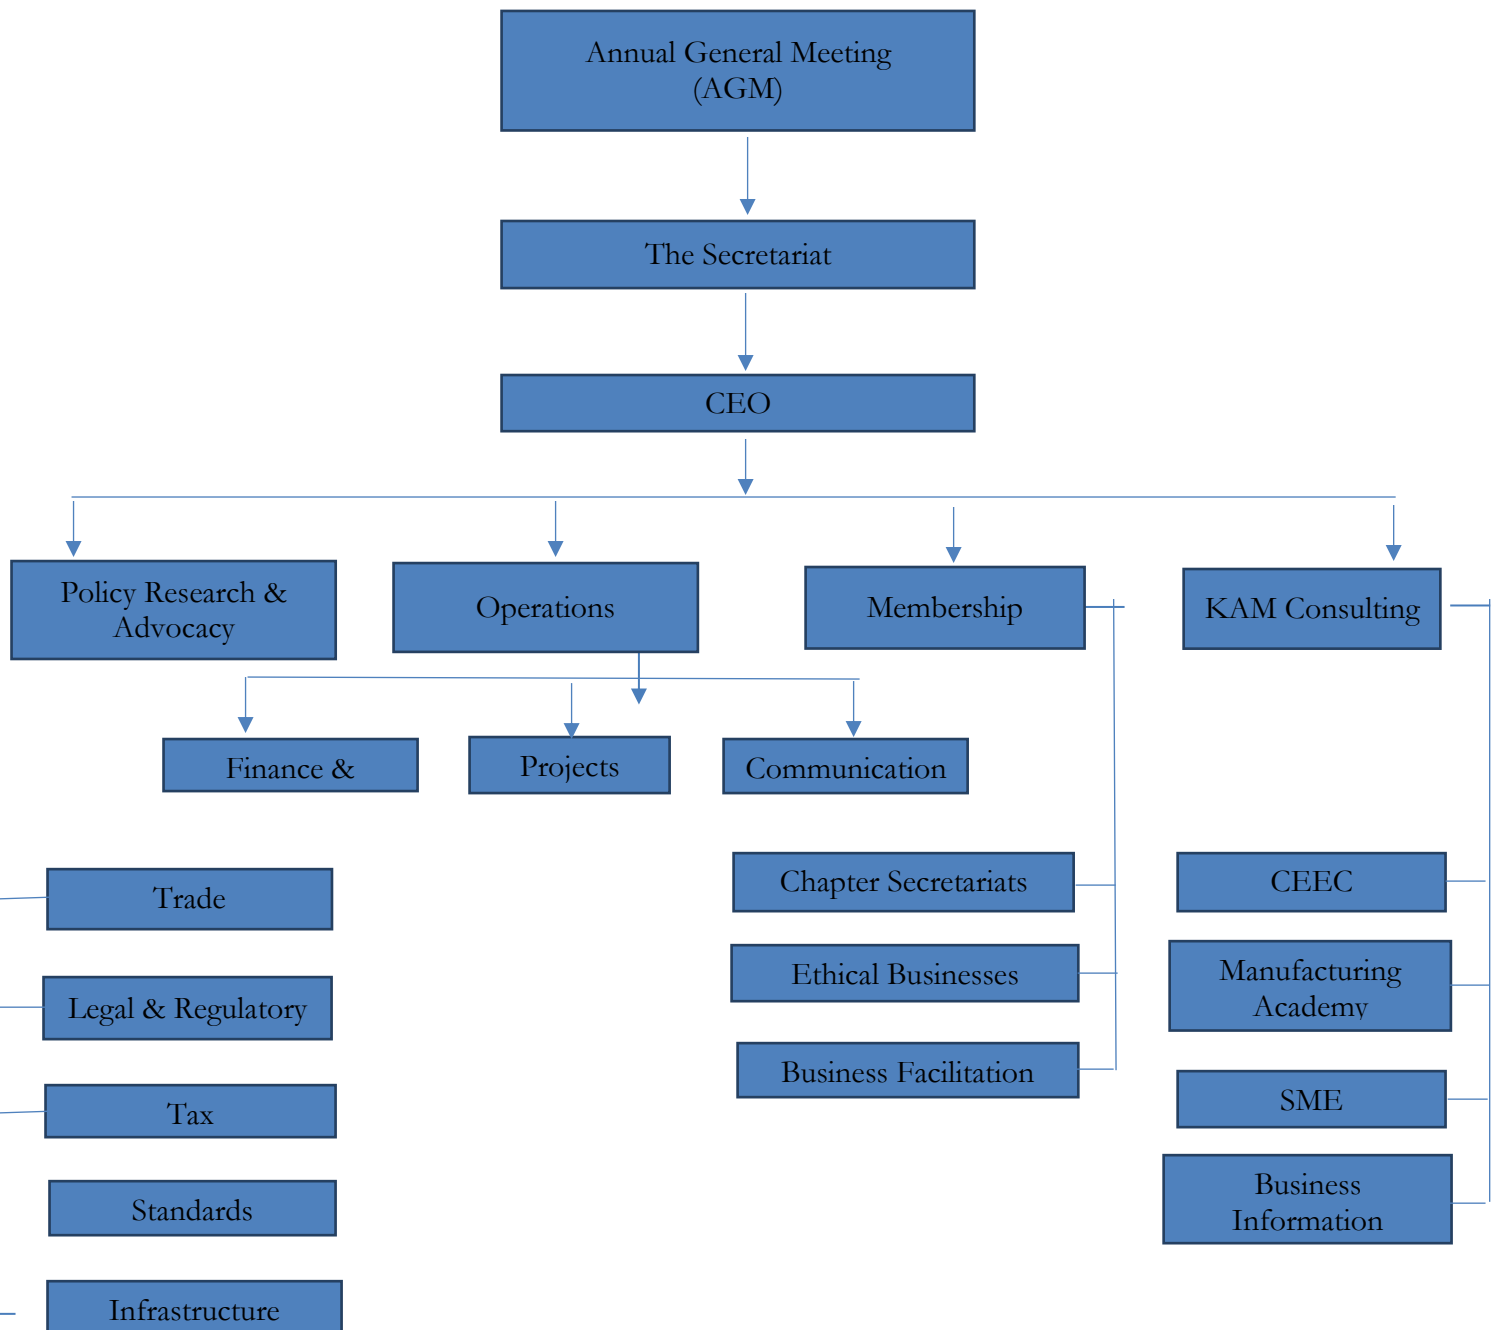 Annual General Meeting
(AGM)
The Secretariat
CEO
Policy Research &
Advocacy
Operations
Membership
KAM Consulting
Finance &
Projects
Communication
Trade
Legal & Regulatory
Tax
Standards
Infrastructure
Chapter Secretariats
Ethical Businesses
Business Facilitation
CEEC
Manufacturing
Academy
SME
Business
Information